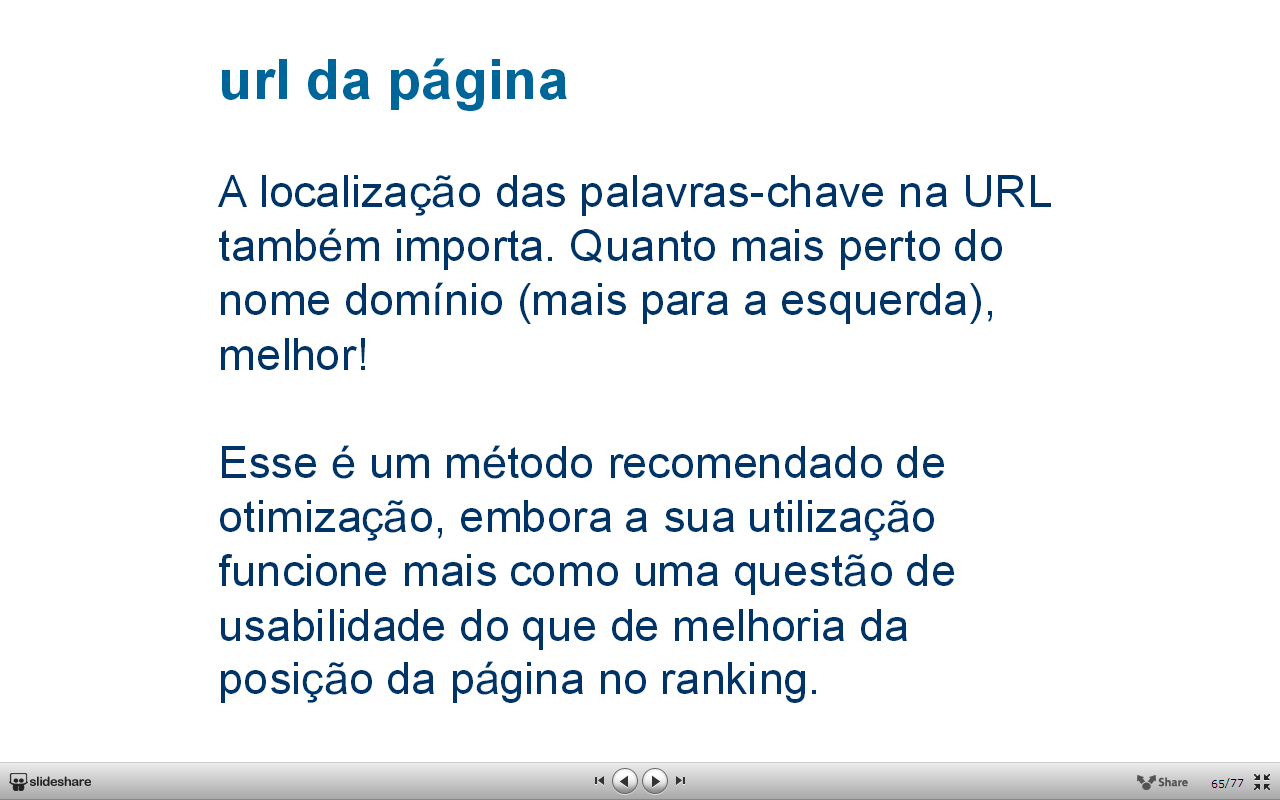 url da página
A localização das palavras-chave na URL
também importa. Quanto mais perto do
nome domínio (mais para a esquerda),
melhor!
Esse é um método recomendado de
otimização, embora a sua utilização
funcione mais como uma questão de
usabilidade do que de melhoria da
posição da página no ranking.
slideshare
Share
65/77